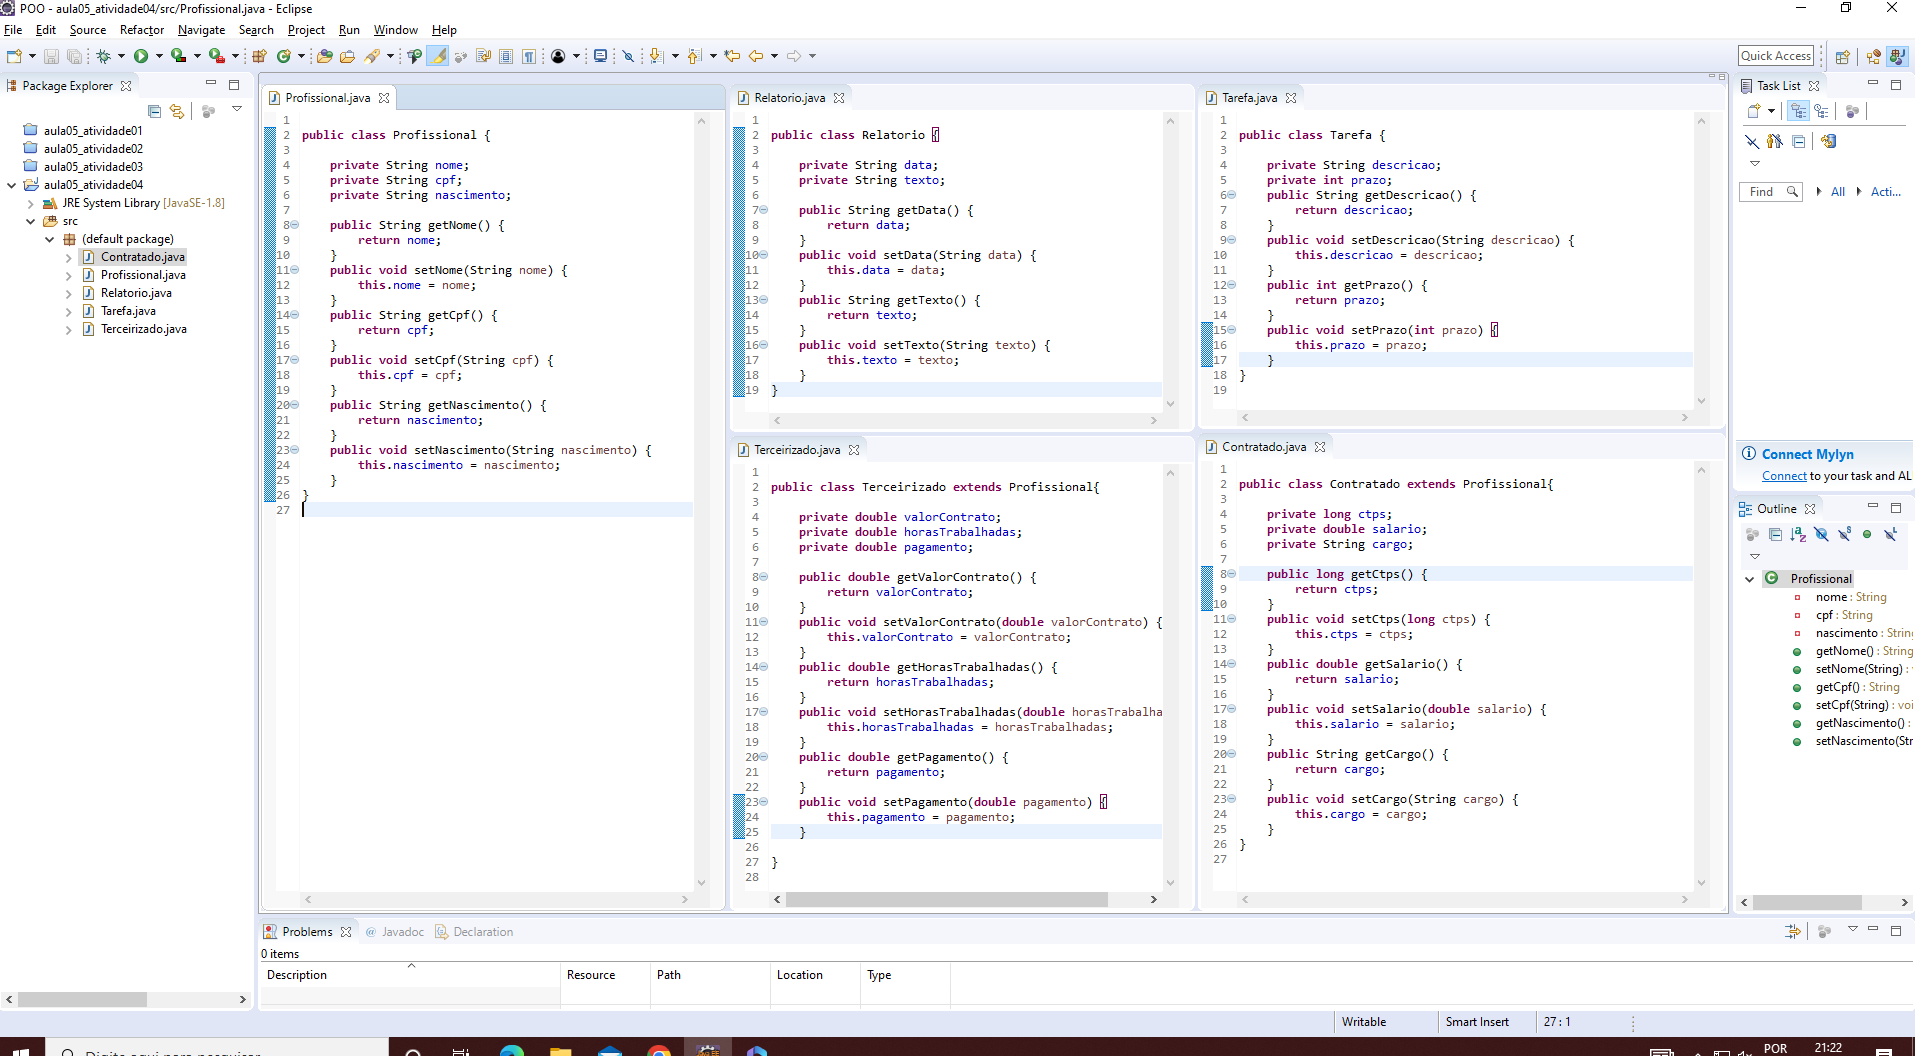 POO - aula05_atividade04/src/Profissional.java - Eclipse
File Edit Source Refactor Navigate Search Project Run Window Help
Quick Access
Package Explorer
aula05_atividade01
aula05_atividade02
aula05_atividade03
aula05_atividade04
JRE System Library [JavaSE-1.8]
src
(default package)
Contratado.java
Profissional.java
Relatorio.java
Tarefa.java
Terceirizado.java
Profissional.java
1
2 public class Profissional {
3
4 private String nome;
5 private String cpf;
6 private String nascimento;
7
8 public String getNome() {
9 return nome;
10 }
11 public void setNome(String nome) {
12 this.nome = nome;
13 }
14 public String getCpf() {
15 return cpf;
16 }
17 public void setCpf(String cpf) {
18 this.cpf = cpf;
19 }
20 public String getNascimento() {
21 return nascimento;
22 }
23 public void setNascimento(String nascimento) {
24 this.nascimento = nascimento;
25 }
26 }
27
Relatorio.java
1
2 public class Relatorio {
3
4 private String data;
5 private String texto;
6
7 public String getData() {
8 return data;
9 }
10 public void setData(String data) {
11 this.data = data;
12 }
13 public String getTexto() {
14 return texto;
15 }
16 public void setTexto(String texto) {
17 this.texto = texto;
18 }
19 }
Tarefa.java
1
2 public class Tarefa {
3
4 private String descricao;
5 private int prazo;
6 public String getDescricao() {
7 return descricao;
8 }
9 public void setDescricao(String descricao) {
10 this.descricao = descricao;
11 }
12 public int getPrazo() {
13 return prazo;
14 }
15 public void setPrazo(int prazo) {
16 this.prazo = prazo;
17 }
18 }
19
Terceirizado.java
1
2 public class Terceirizado extends Profissional{
3
4 private double valorContrato;
5 private double horasTrabalhadas;
6 private double pagamento;
7
8 public double getValorContrato() {
9 return valorContrato;
10 }
11 public void setValorContrato(double valorContrato) {
12 this.valorContrato = valorContrato;
13 }
14 public double getHorasTrabalhadas() {
15 return horasTrabalhadas;
16 }
17 public void setHorasTrabalhadas(double horasTrabalha
18 this.horasTrabalhadas = horasTrabalhadas;
19 }
20 public double getPagamento() {
21 return pagamento;
22 }
23 public void setPagamento(double pagamento) {
24 this.pagamento = pagamento;
25 }
26
27 }
28
Contratado.java
1
2 public class Contratado extends Profissional{
3
4 private long ctps;
5 private double salario;
6 private String cargo;
7
8 public long getCtps() {
9 return ctps;
10 }
11 public void setCtps(long ctps) {
12 this.ctps = ctps;
13 }
14 public double getSalario() {
15 return salario;
16 }
17 public void setSalario(double salario) {
18 this.salario = salario;
19 }
20 public String getCargo() {
21 return cargo;
22 }
23 public void setCargo(String cargo) {
24 this.cargo = cargo;
25 }
26 }
27
Task List
Find All Acti...
Connect Mylyn
Connect to your task and AL
Outline
Profissional
nome : String
cpf : String
nascimento : String
getNome() : String
setNome(String) :
getCpf() : String
setCpf(String) : voi
getNascimento() :
setNascimento(Str
Problems @ Javadoc Declaration
0 items
Description Resource Path Location Type
Writable Smart Insert 27 : 1
Digite aqui para pesquisar
POR 21:22